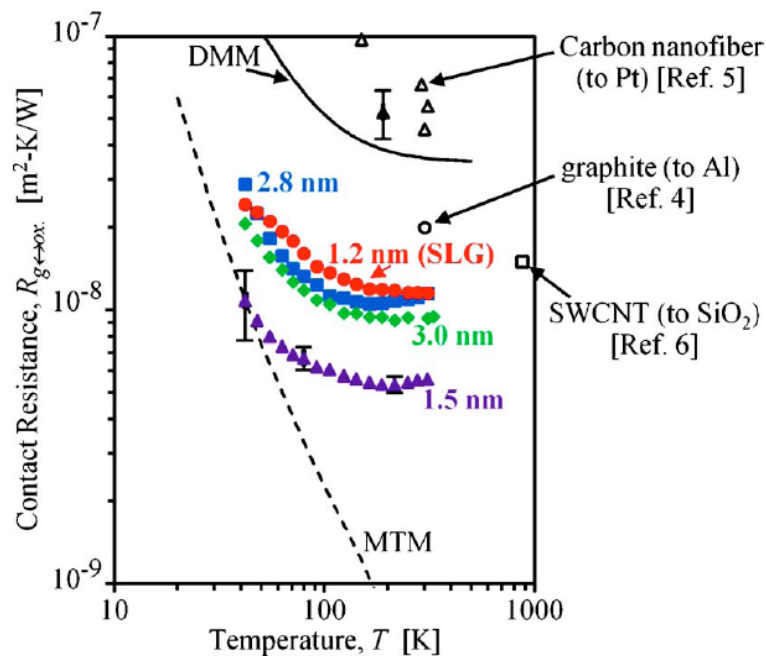 10⁻⁷
DMM
Carbon nanofiber
(to Pt) [Ref. 5]
2.8 nm
graphite (to Al)
[Ref. 4]
1.2 nm (SLG)
10⁻⁸
SWCNT (to SiO₂)
[Ref. 6]
3.0 nm
1.5 nm
MTM
10⁻⁹
10
100
1000
Temperature, T [K]
Contact Resistance, R_g↔ox. [m²-K/W]